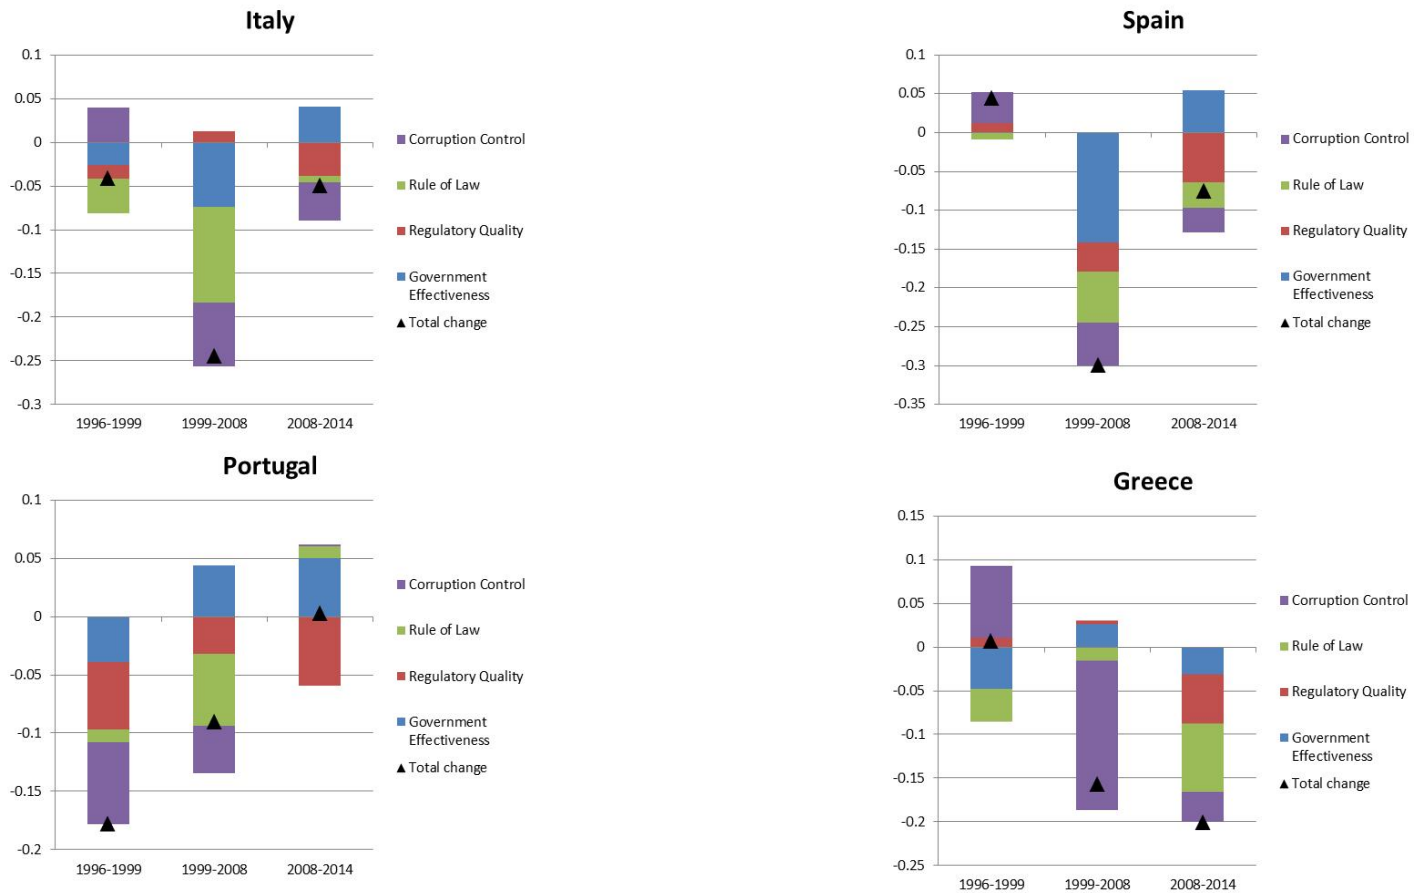 Italy
0.1
0.05
0
-0.05
-0.1
-0.15
-0.2
-0.25
-0.3
1996-1999 1999-2008 2008-2014
Corruption Control
Rule of Law
Regulatory Quality
Government
Effectiveness
Total change
Spain
0.1
0.05
0
-0.05
-0.1
-0.15
-0.2
-0.25
-0.3
-0.35
1996-1999 1999-2008 2008-2014
Corruption Control
Rule of Law
Regulatory Quality
Government
Effectiveness
Total change
Portugal
0.1
0.05
0
-0.05
-0.1
-0.15
-0.2
1996-1999 1999-2008 2008-2014
Corruption Control
Rule of Law
Regulatory Quality
Government
Effectiveness
Total change
Greece
0.15
0.1
0.05
0
-0.05
-0.1
-0.15
-0.2
-0.25
1996-1999 1999-2008 2008-2014
Corruption Control
Rule of Law
Regulatory Quality
Government
Effectiveness
Total change